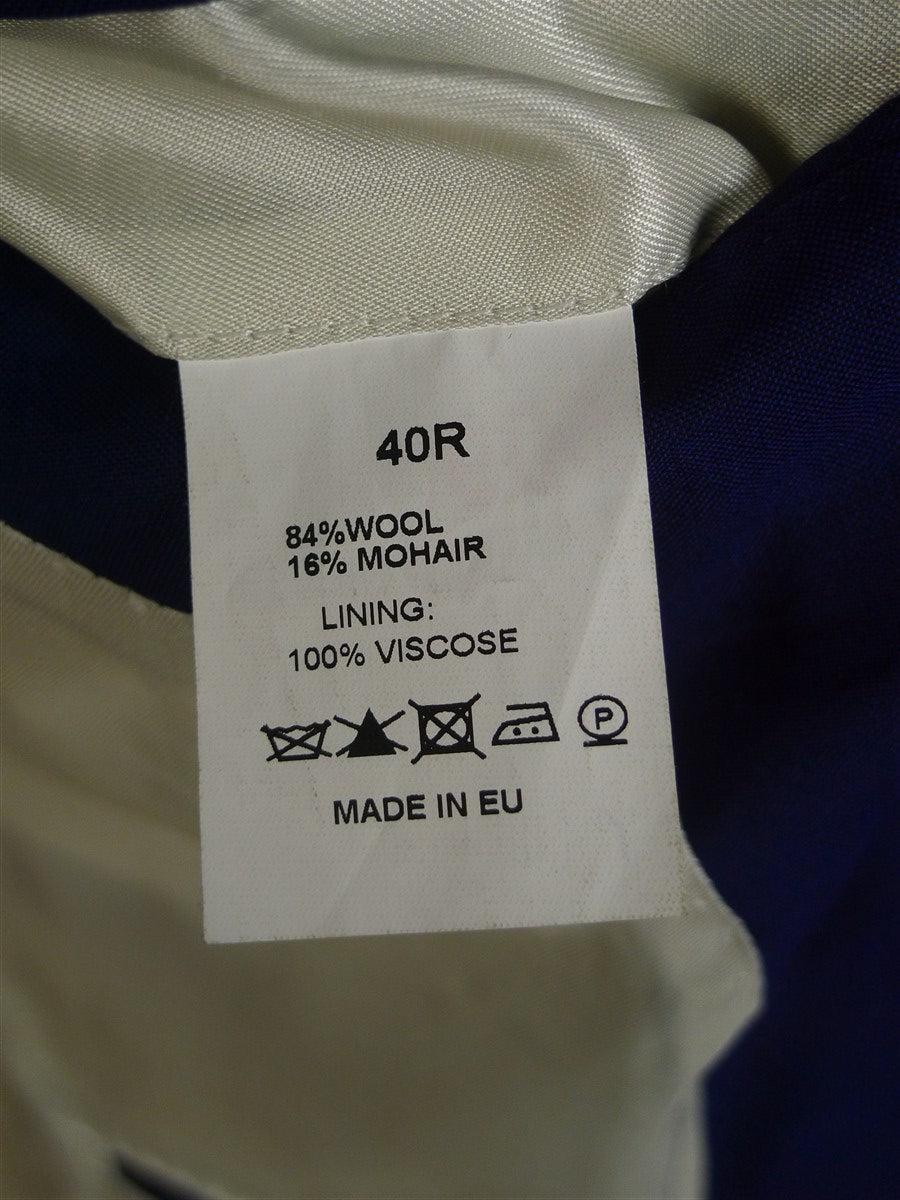 40R
84%WOOL
16% MOHAIR
LINING:
100% VISCOSE
P
MADE IN EU